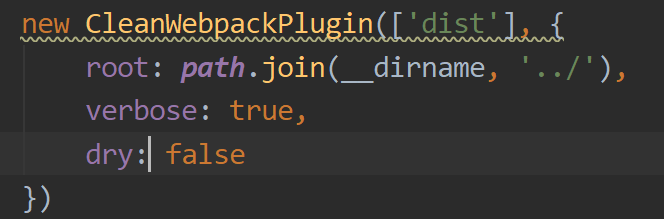 new CleanWebpackPlugin(['dist'], {
root: path.join(__dirname, '../'),
verbose: true,
dry: false
})